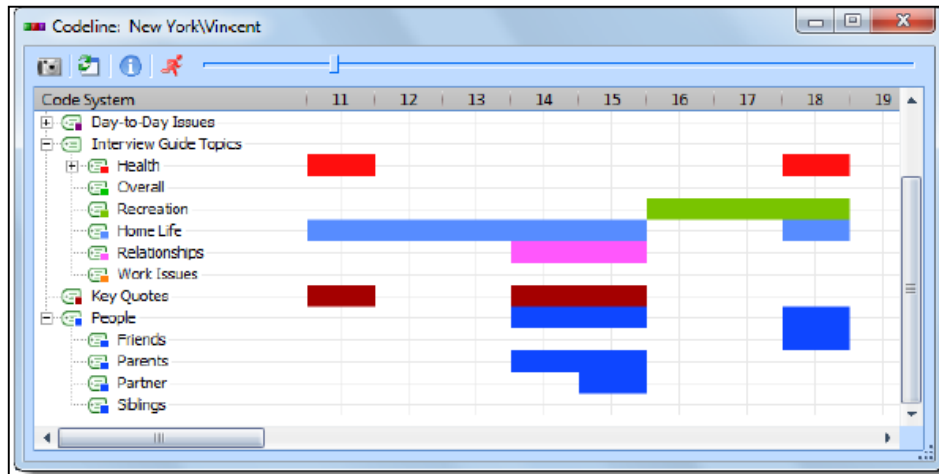 Codeline: New York\Vincent
Code System 11 12 13 14 15 16 17 18 19
Day-to-Day Issues
Interview Guide Topics
Health
Overall
Recreation
Home Life
Relationships
Work Issues
Key Quotes
People
Friends
Parents
Partner
Siblings